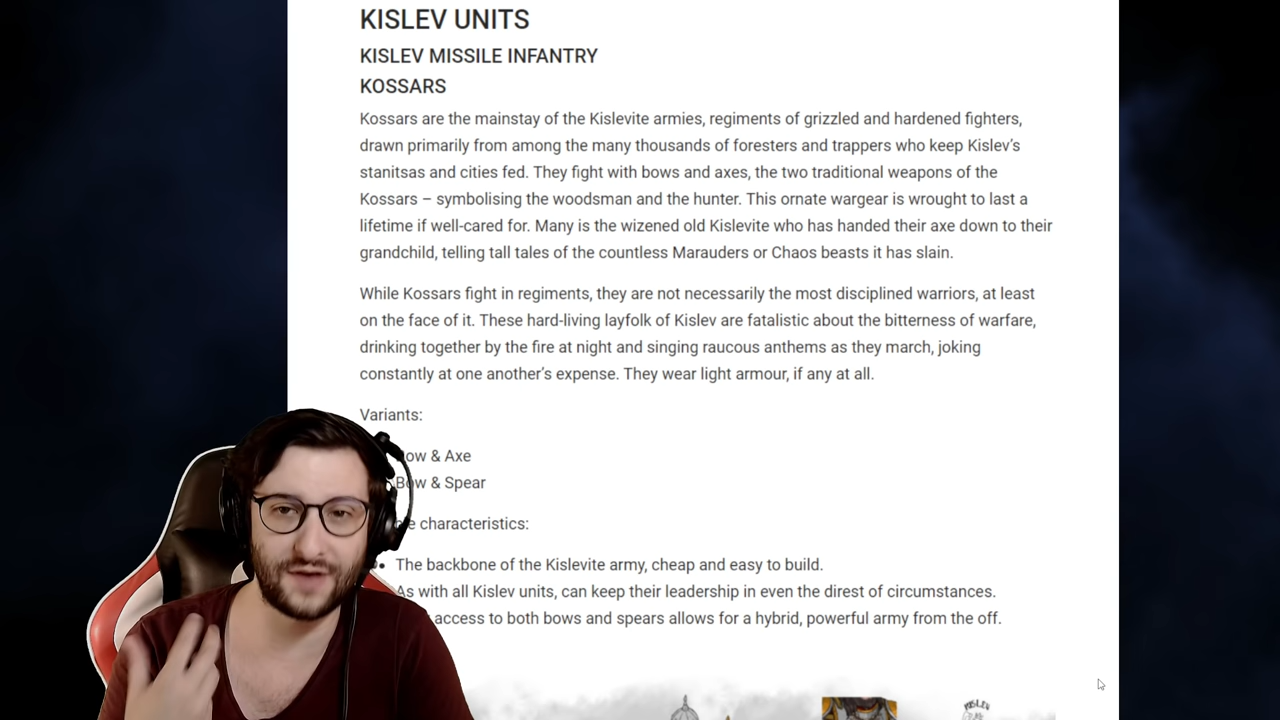 KISLEV UNITS
KISLEV MISSILE INFANTRY
KOSSARS
Kossars are the mainstay of the Kislevite armies, regiments of grizzled and hardened fighters,
drawn primarily from among the many thousands of foresters and trappers who keep Kislev's
stanitsas and cities fed. They fight with bows and axes, the two traditional weapons of the
Kossars – symbolising the woodsman and the hunter. This ornate wargear is wrought to last a
lifetime if well-cared for. Many is the wizened old Kislevite who has handed their axe down to their
grandchild, telling tall tales of the countless Marauders or Chaos beasts it has slain.
While Kossars fight in regiments, they are not necessarily the most disciplined warriors, at least
on the face of it. These hard-living layfolk of Kislev are fatalistic about the bitterness of warfare,
drinking together by the fire at night and singing raucous anthems as they march, joking
constantly at one another's expense. They wear light armour, if any at all.
Variants:
Bow & Axe
Bow & Spear
characteristics:
The backbone of the Kislevite army, cheap and easy to build.
As with all Kislev units, can keep their leadership in even the direst of circumstances.
access to both bows and spears allows for a hybrid, powerful army from the off.
KISLEV